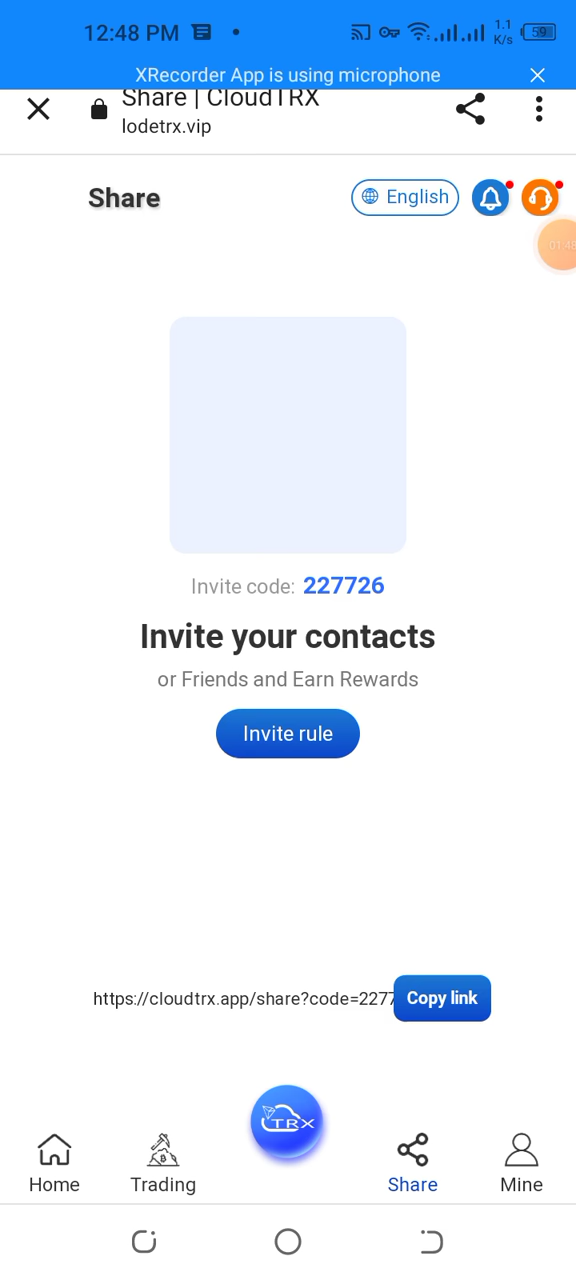 12:48 PM
1.1
K/s
59
XRecorder App is using microphone
Share | CloudTRX
lodetrx.vip
Share
English
01:48
Invite code: 227726
Invite your contacts
or Friends and Earn Rewards
Invite rule
https://cloudtrx.app/share?code=2277
Copy link
TRX
Home
Trading
Share
Mine